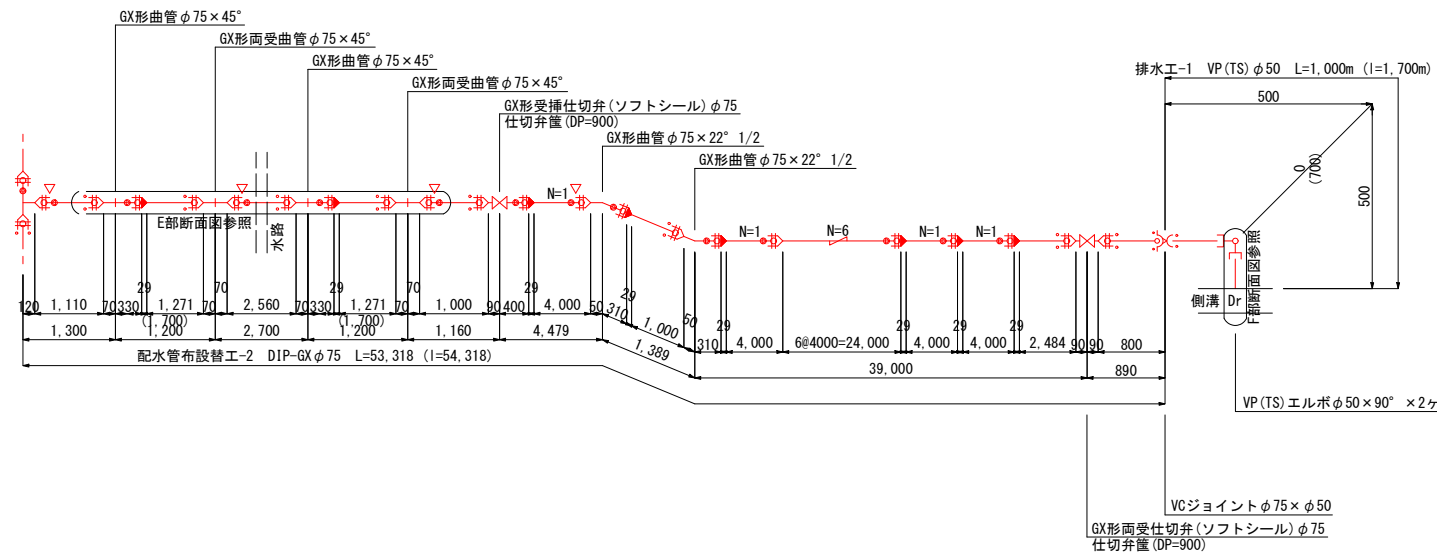 GX形曲管φ75×45°
GX形両受曲管φ75×45°
GX形曲管φ75×45°
GX形両受曲管φ75×45°
GX形受挿仕切弁(ソフトシール)φ75
仕切弁筺(DP=900)
GX形曲管φ75×22° 1/2
GX形曲管φ75×22° 1/2
排水工-1 VP(TS)φ50 L=1,000m (l=1,700m)
500
0
(700)
500
N=1
N=1
N=6
N=1
N=1
E部断面図参照
水路
側溝
Dr
F部断面図参照
120
1,110
70
330
29
1,271
(1,700)
70
70
2,560
70
330
29
1,271
(1,700)
70
70
1,000
90
400
29
4,000
50
310
29
1,000
50
310
29
4,000
6@4000=24,000
29
4,000
29
4,000
29
2,484
90
90
800
1,300
1,200
2,700
1,200
1,160
4,479
1,389
39,000
890
配水管布設替工-2 DIP-GXφ75 L=53,318 (l=54,318)
VP(TS)エルボφ50×90° ×2ヶ
VCジョイントφ75×φ50
GX形両受仕切弁(ソフトシール)φ75
仕切弁筺(DP=900)